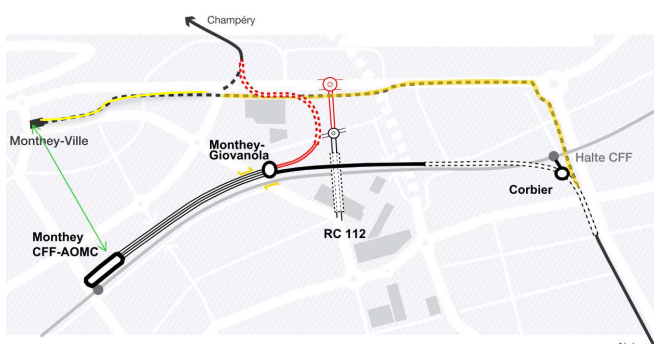 Champéry
Monthey-Ville
Monthey-
Giovanola
Halte CFF
Corbier
Monthey
CFF-AOMC
RC 112